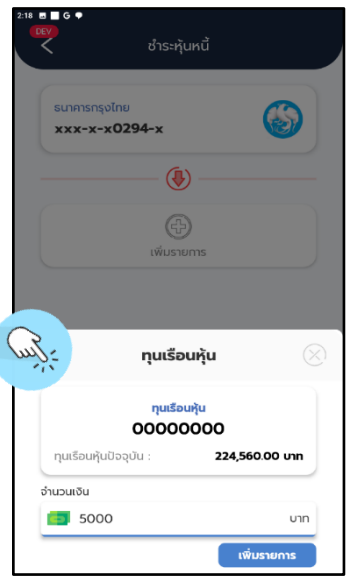 2:18 G
DEV
ชำระหุ้นหนี้
ธนาคารกรุงไทย
xxx-x-x0294-x
เพิ่มรายการ
ทุนเรือนหุ้น
ทุนเรือนหุ้น
00000000
ทุนเรือนหุ้นปัจจุบัน : 224,560.00 บาท
จำนวนเงิน
5000 บาท
เพิ่มรายการ